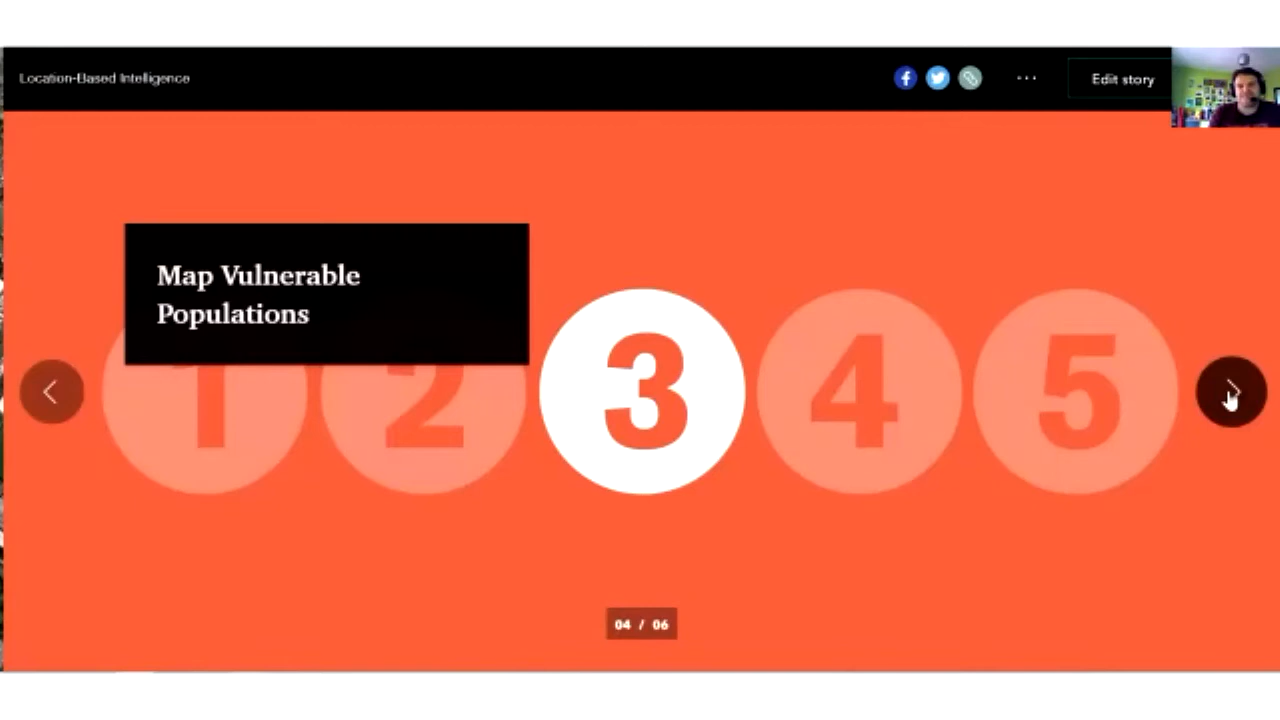 Location-Based Intelligence
Edit story
Map Vulnerable
Populations
1 2 3 4 5
04 / 06